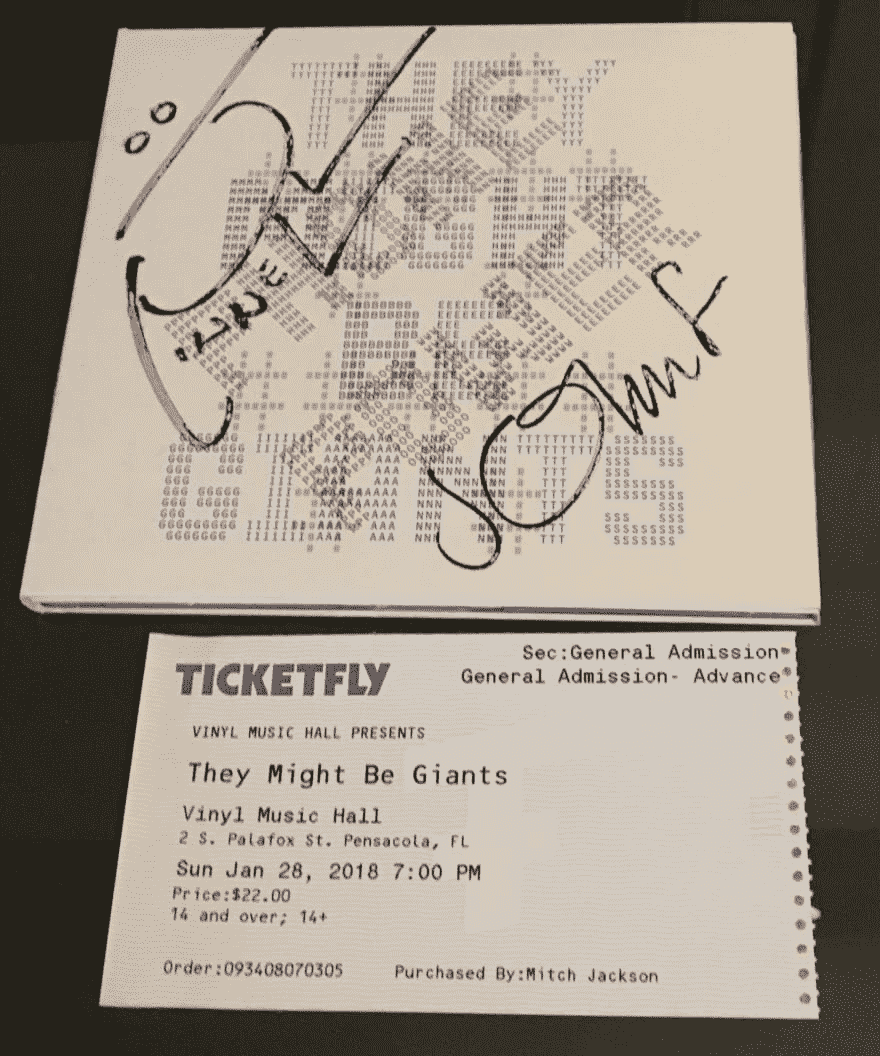 THEY
MIGHT
BE
GIANTS
PHONE
POWER
TICKETFLY
Sec:General Admission
General Admission- Advance
VINYL MUSIC HALL PRESENTS
They Might Be Giants
Vinyl Music Hall
2 S. Palafox St. Pensacola, FL
Sun Jan 28, 2018 7:00 PM
Price:$22.00
14 and over; 14+
Order:093408070305 Purchased By:Mitch Jackson